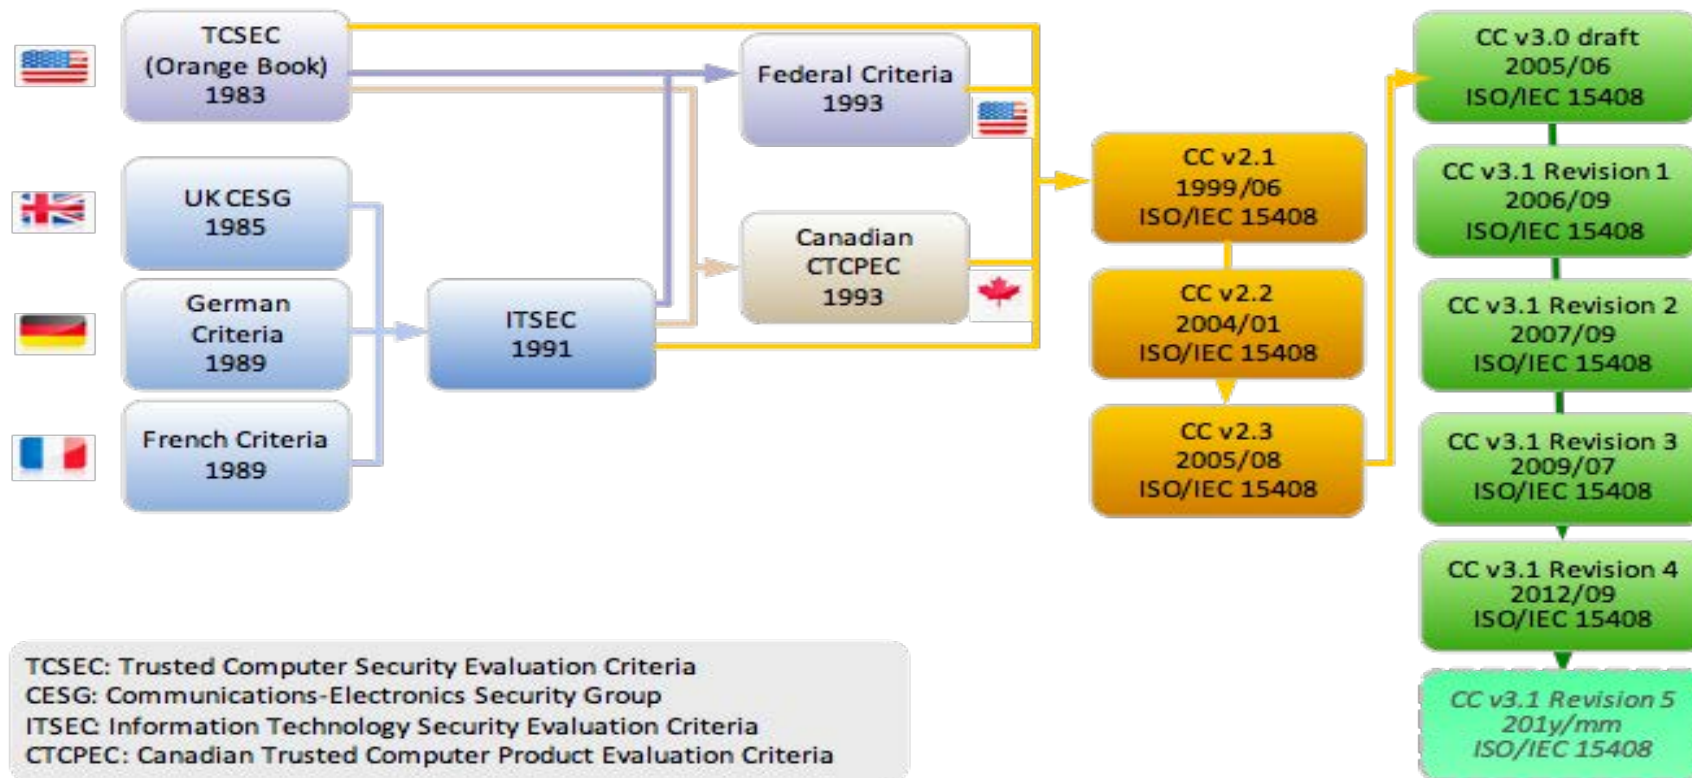 TCSEC
(Orange Book)
1983
UK CESG
1985
German
Criteria
1989
French Criteria
1989
ITSEC
1991
Federal Criteria
1993
Canadian
CTCPEC
1993
CC v2.1
1999/06
ISO/IEC 15408
CC v2.2
2004/01
ISO/IEC 15408
CC v2.3
2005/08
ISO/IEC 15408
CC v3.0 draft
2005/06
ISO/IEC 15408
CC v3.1 Revision 1
2006/09
ISO/IEC 15408
CC v3.1 Revision 2
2007/09
ISO/IEC 15408
CC v3.1 Revision 3
2009/07
ISO/IEC 15408
CC v3.1 Revision 4
2012/09
ISO/IEC 15408
CC v3.1 Revision 5
201y/mm
ISO/IEC 15408
TCSEC: Trusted Computer Security Evaluation Criteria
CESG: Communications-Electronics Security Group
ITSEC: Information Technology Security Evaluation Criteria
CTCPEC: Canadian Trusted Computer Product Evaluation Criteria